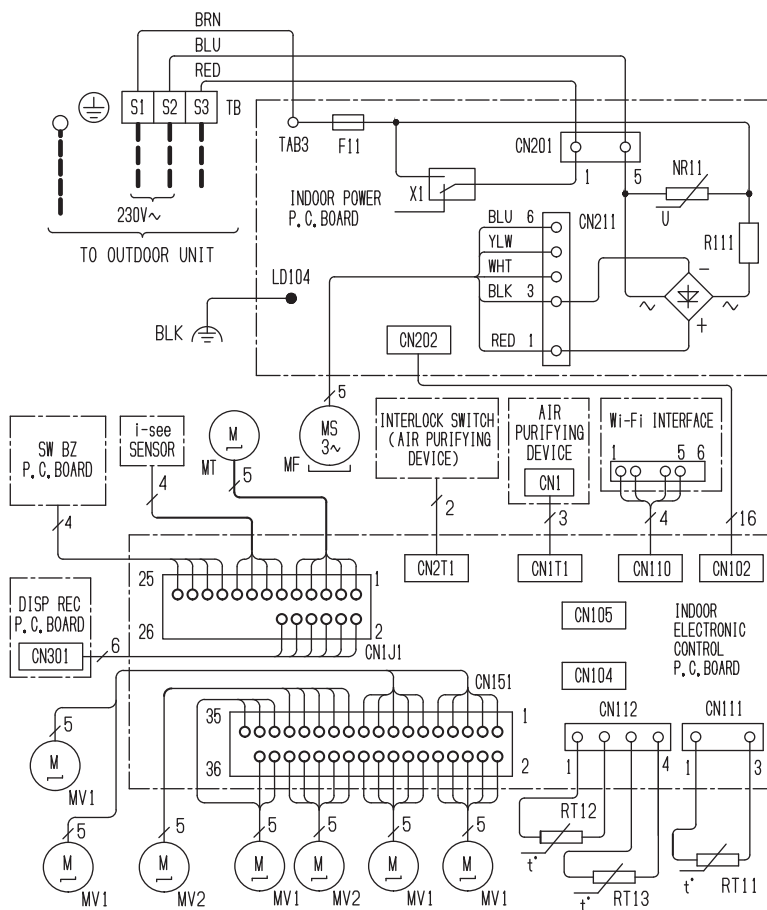 BRN
BLU
RED
S1 S2 S3 TB
230V~
TO OUTDOOR UNIT
TAB3
F11
CN201
1 5
X1
NR11
U
R111
INDOOR POWER
P.C.BOARD
BLU 6
CN211
YLW
WHT
BLK 3
RED 1
~ - ~
+
LD104
BLK
CN202
5
SW BZ
P.C.BOARD
4
i-see
SENSOR
4
M
MT
5
MS
3~
MF
INTERLOCK SWITCH
(AIR PURIFYING
DEVICE)
2
AIR
PURIFYING
DEVICE
CN1
3
Wi-Fi INTERFACE
1 5 6
4
16
CN2T1
CN1T1
CN110
CN102
25 1
26 2
CN1J1
DISP REC
P.C.BOARD
CN301
6
CN105
CN104
INDOOR
ELECTRONIC
CONTROL
P.C.BOARD
CN151
35 1
36 2
CN112
1 4
CN111
1 3
5
M
MV1
5
M
MV1
5
M
MV2
5
M
MV1
5
M
MV2
5
M
MV1
5
M
MV1
RT12
t°
RT13
t°
RT11
t°